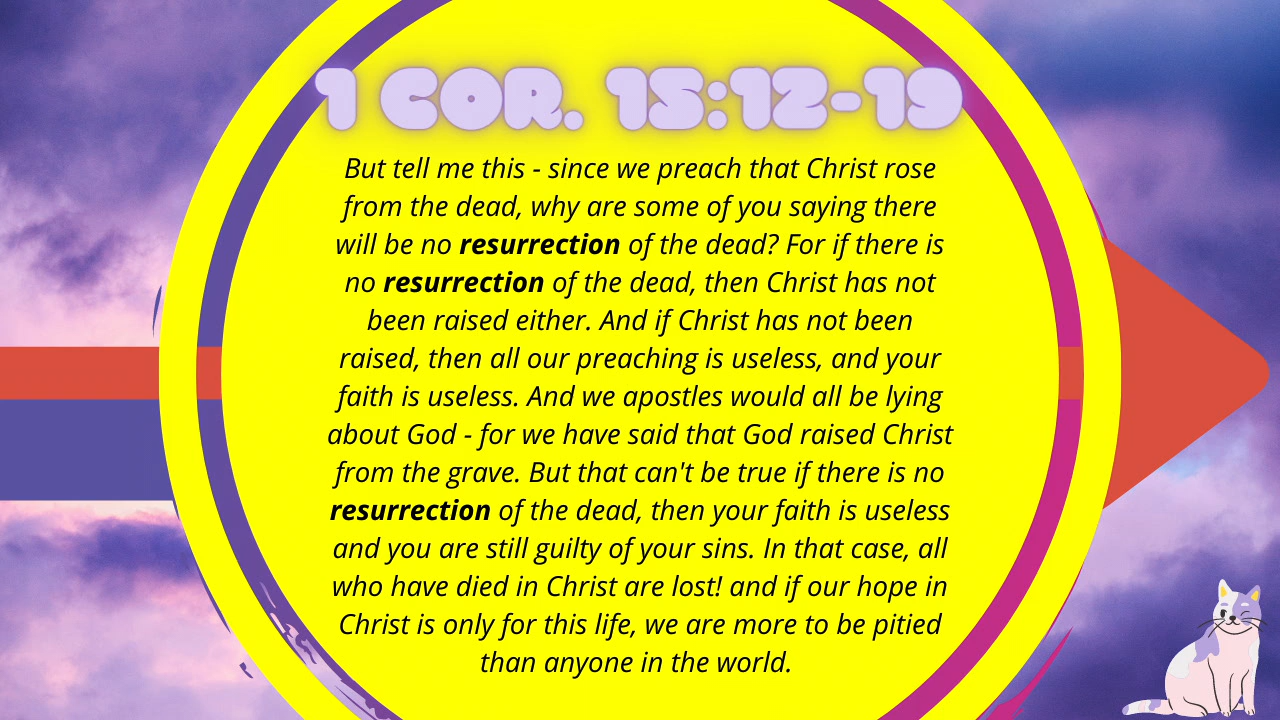 1 COR. 15:12-19
But tell me this - since we preach that Christ rose
from the dead, why are some of you saying there
will be no resurrection of the dead? For if there is
no resurrection of the dead, then Christ has not
been raised either. And if Christ has not been
raised, then all our preaching is useless, and your
faith is useless. And we apostles would all be lying
about God - for we have said that God raised Christ
from the grave. But that can't be true if there is no
resurrection of the dead, then your faith is useless
and you are still guilty of your sins. In that case, all
who have died in Christ are lost! and if our hope in
Christ is only for this life, we are more to be pitied
than anyone in the world.